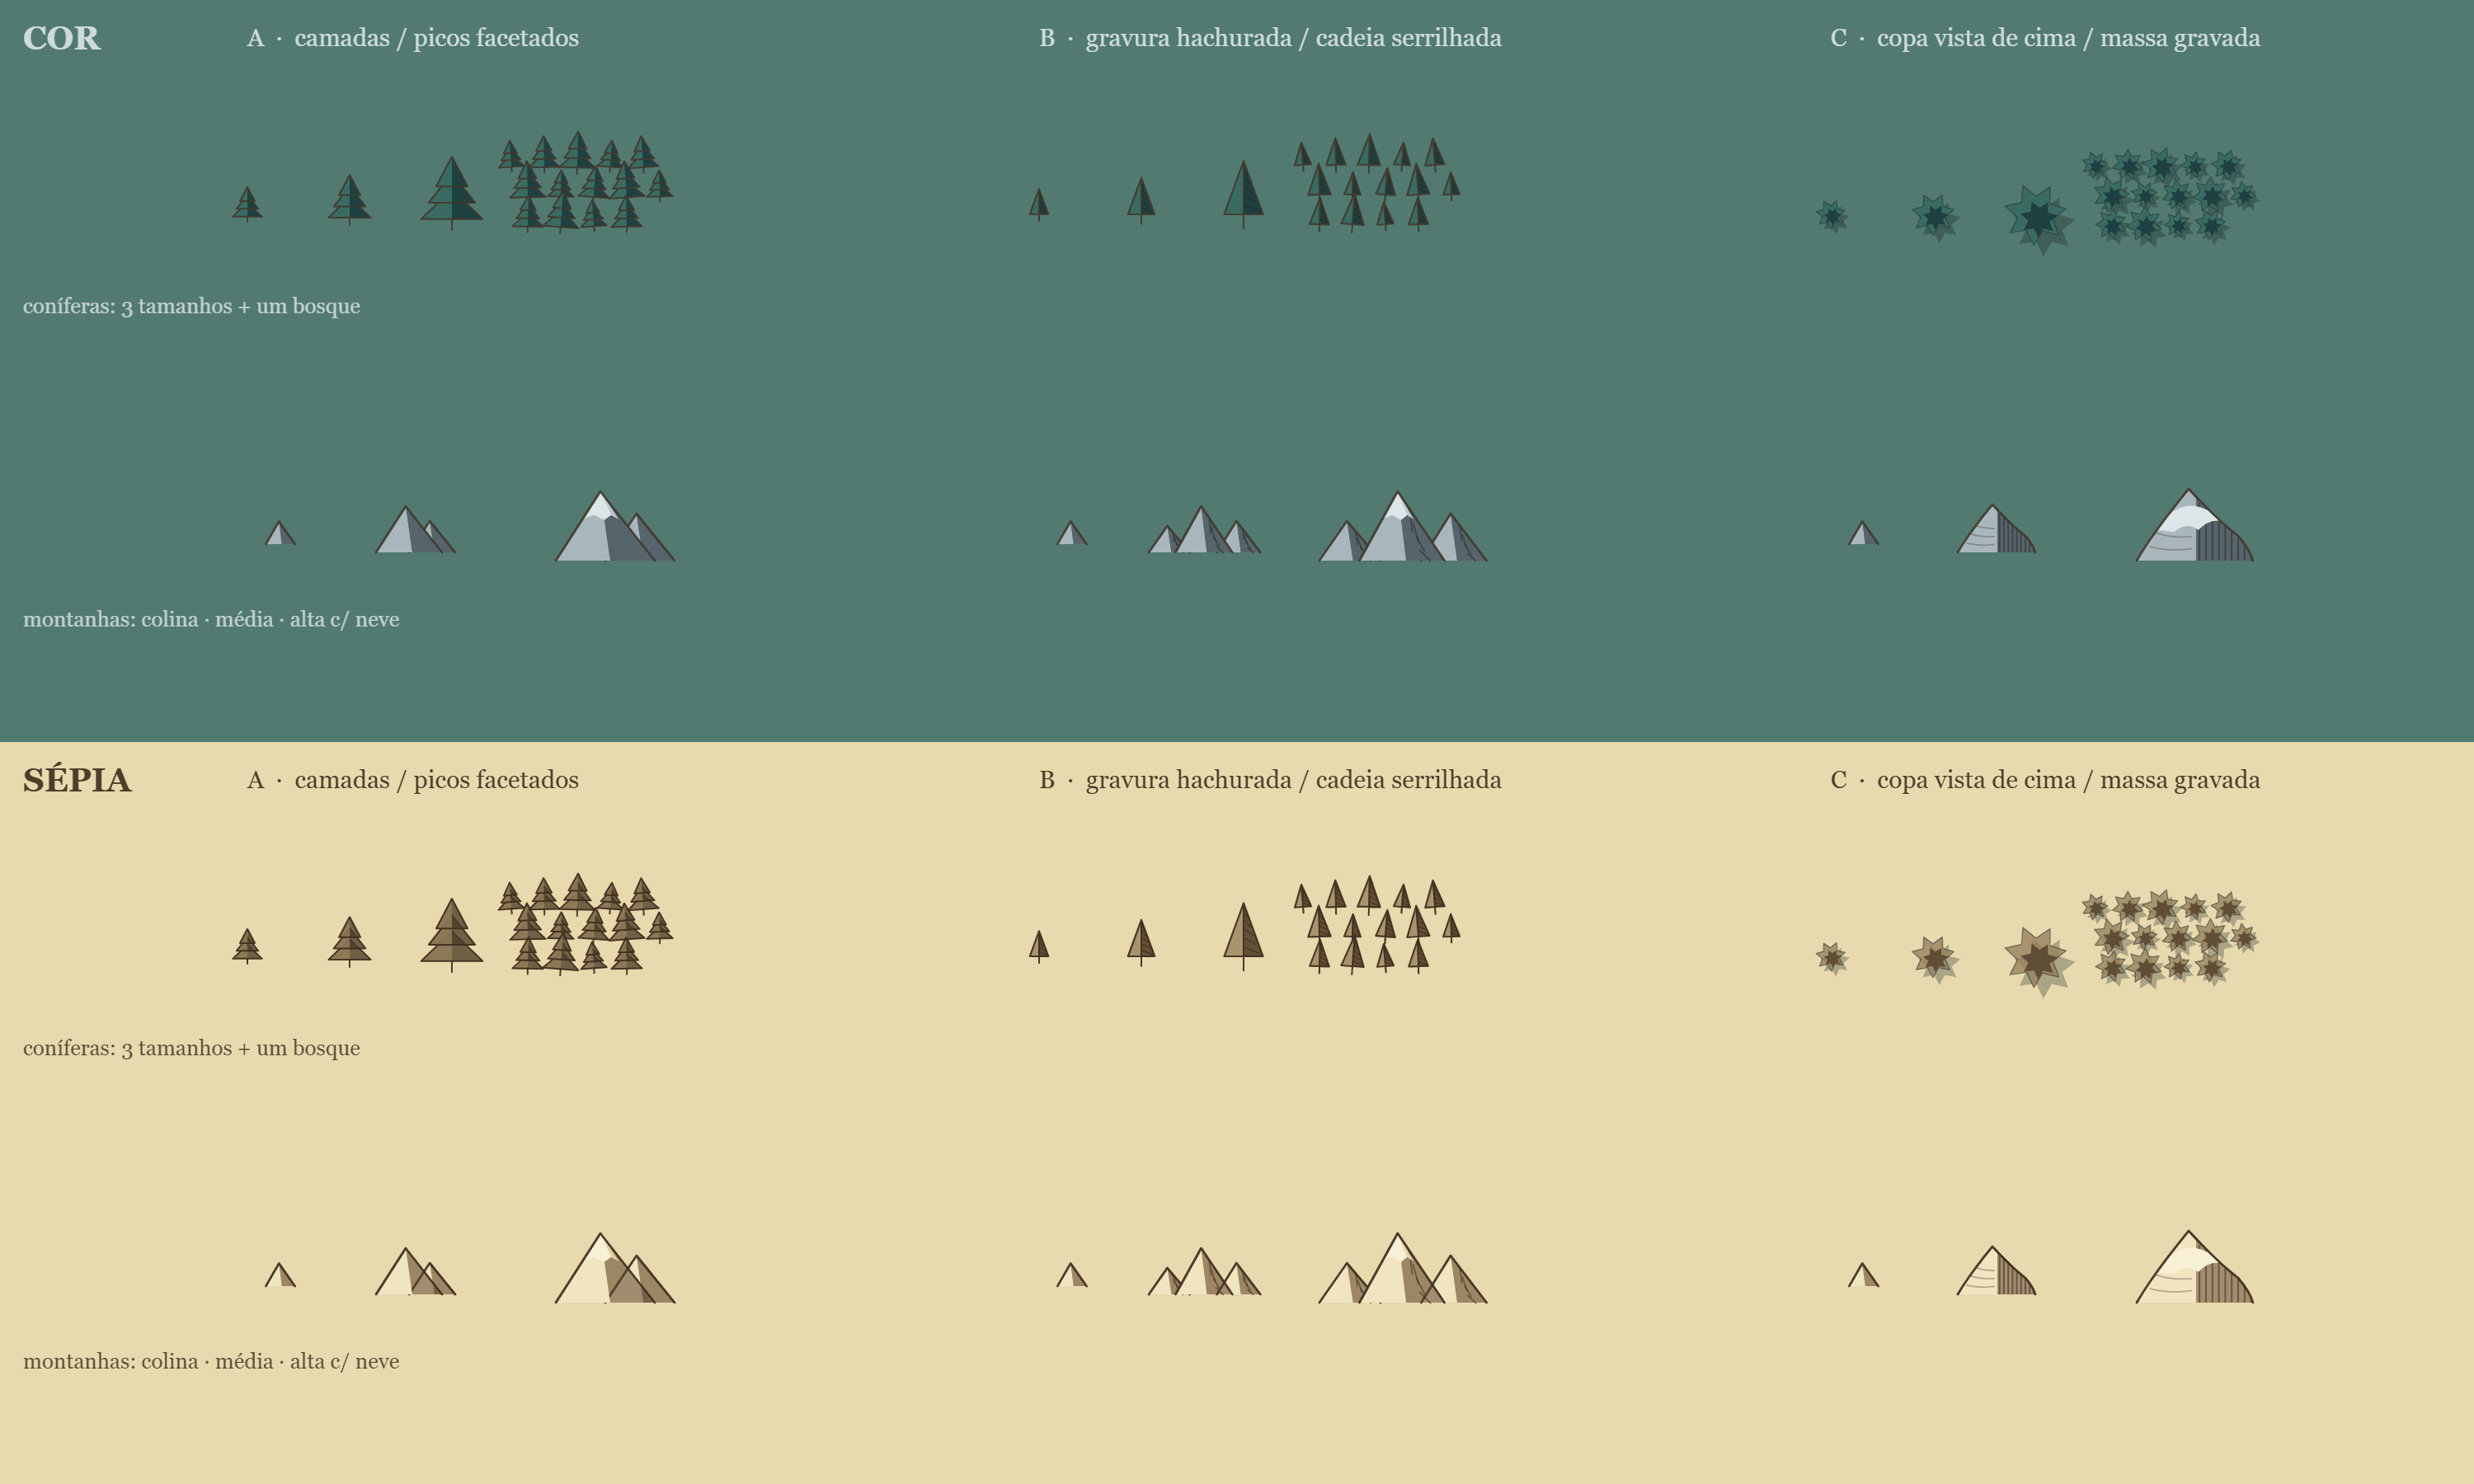 COR
A · camadas / picos facetados
B · gravura hachurada / cadeia serrilhada
C · copa vista de cima / massa gravada
coníferas: 3 tamanhos + um bosque
montanhas: colina · média · alta c/ neve
SÉPIA
A · camadas / picos facetados
B · gravura hachurada / cadeia serrilhada
C · copa vista de cima / massa gravada
coníferas: 3 tamanhos + um bosque
montanhas: colina · média · alta c/ neve